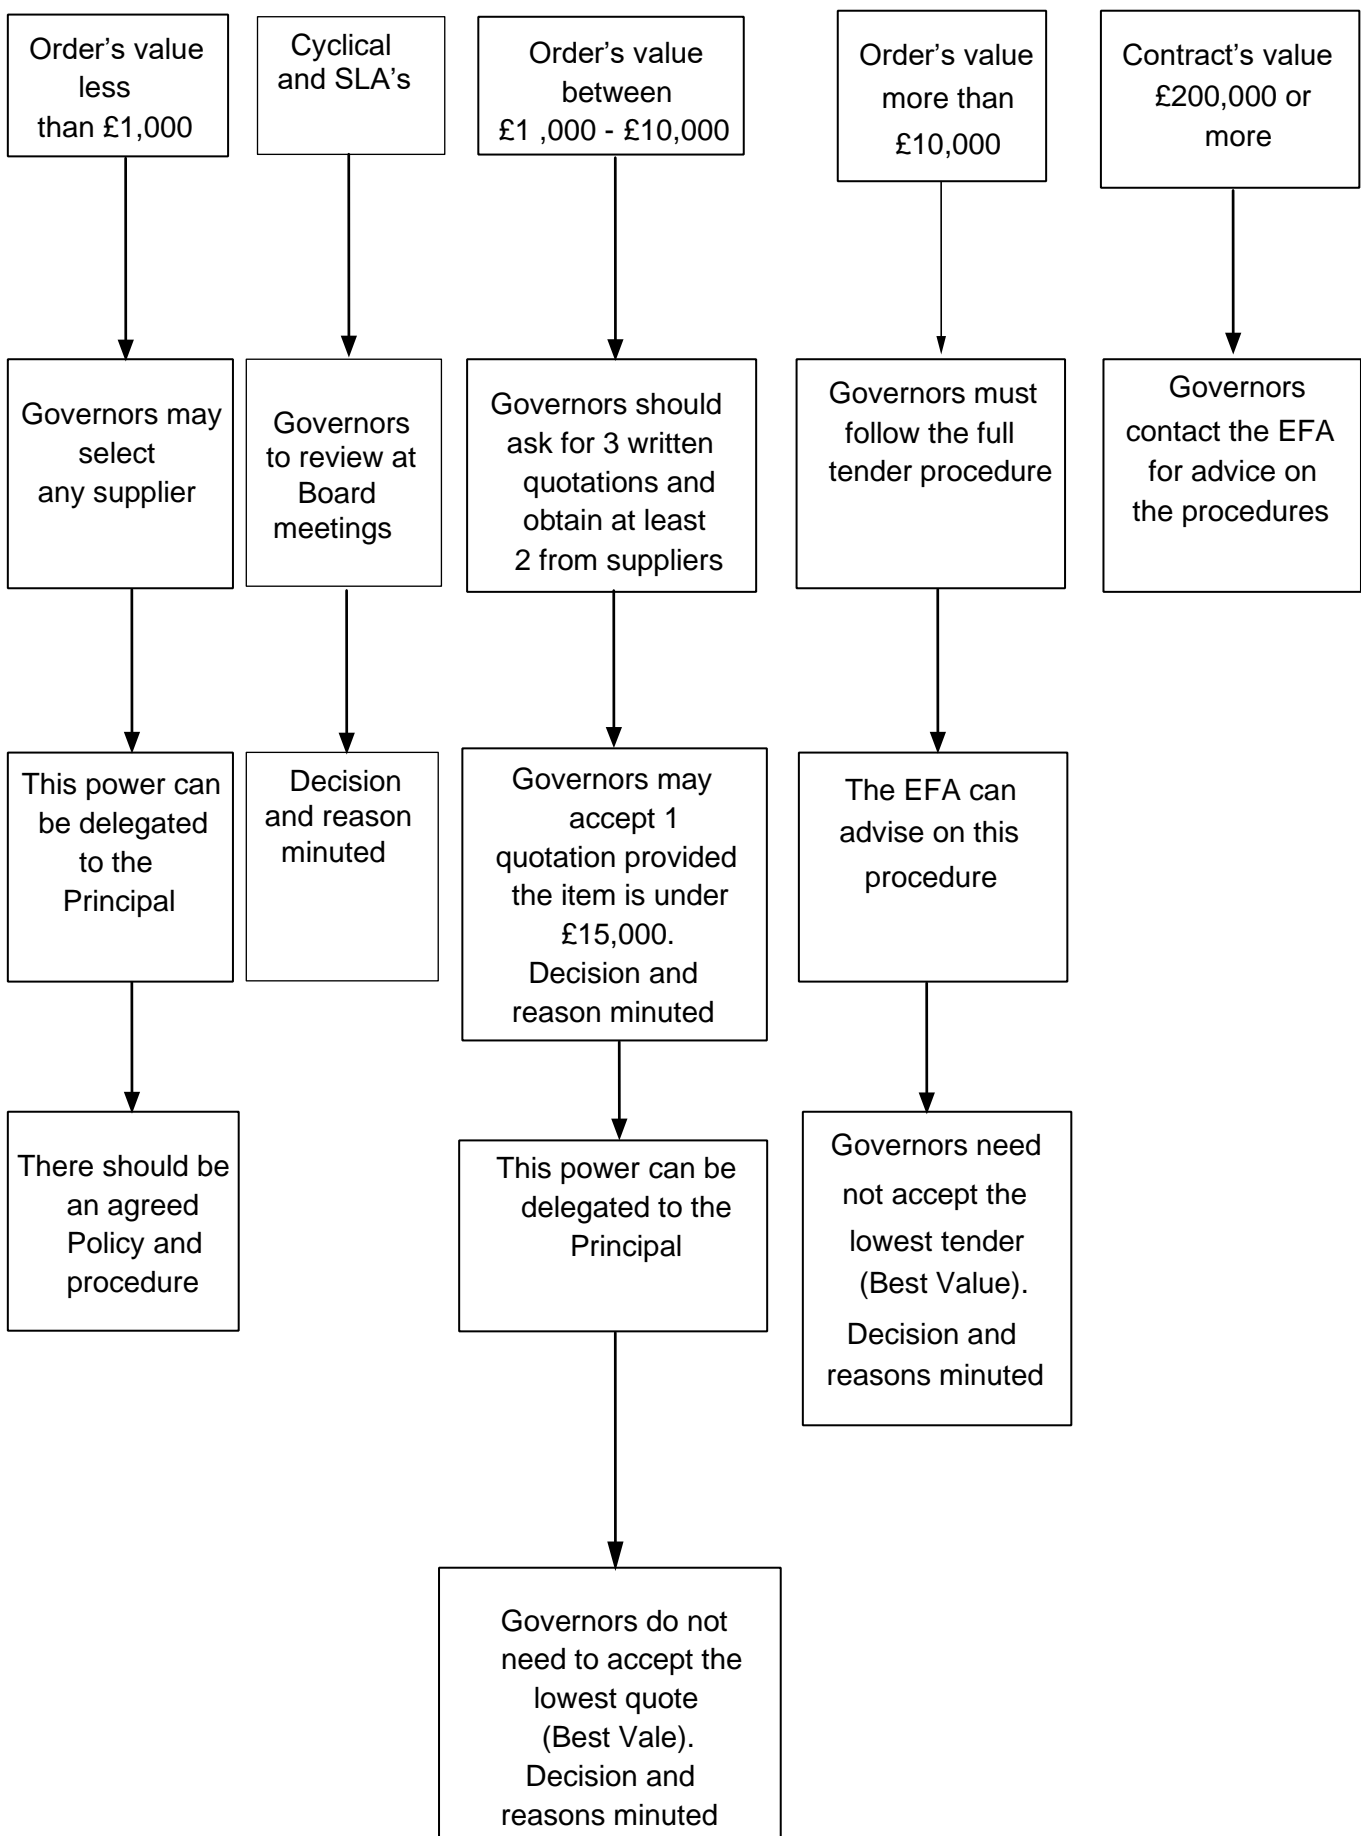 Order’s value
less
than £1,000
Cyclical
and SLA’s
Order’s value
between
£1 ,000 - £10,000
Order’s value
more than
£10,000
Contract’s value
£200,000 or
more
Governors may
select
any supplier
Governors
to review at
Board
meetings
Governors should
ask for 3 written
quotations and
obtain at least
2 from suppliers
Governors must
follow the full
tender procedure
Governors
contact the EFA
for advice on
the procedures
This power can
be delegated
to the
Principal
Decision
and reason
minuted
Governors may
accept 1
quotation provided
the item is under
£15,000.
Decision and
reason minuted
The EFA can
advise on this
procedure
There should be
an agreed
Policy and
procedure
This power can be
delegated to the
Principal
Governors need
not accept the
lowest tender
(Best Value).
Decision and
reasons minuted
Governors do not
need to accept the
lowest quote
(Best Vale).
Decision and
reasons minuted